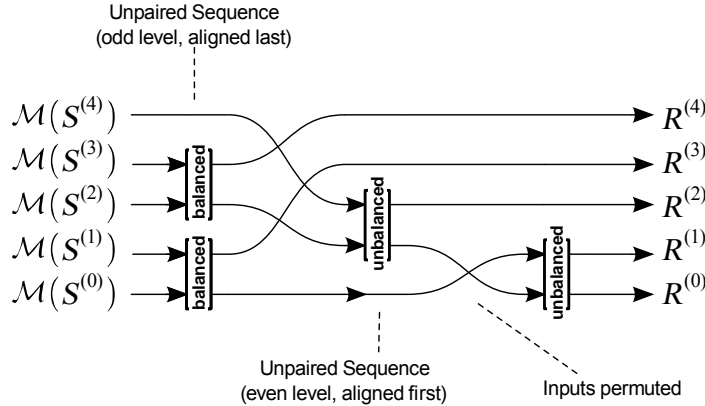 Unpaired Sequence
(odd level, aligned last)
ℳ(S⁽⁴⁾) R⁽⁴⁾
ℳ(S⁽³⁾) R⁽³⁾
balanced
ℳ(S⁽²⁾) R⁽²⁾
unbalanced
ℳ(S⁽¹⁾) R⁽¹⁾
balanced unbalanced
ℳ(S⁽⁰⁾) R⁽⁰⁾
Unpaired Sequence
(even level, aligned first)
Inputs permuted